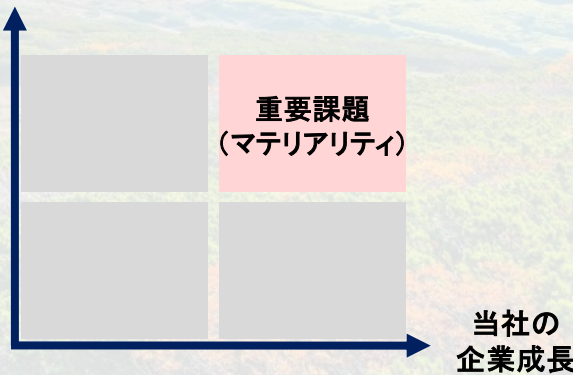 重要課題
（マテリアリティ）
当社の
企業成長